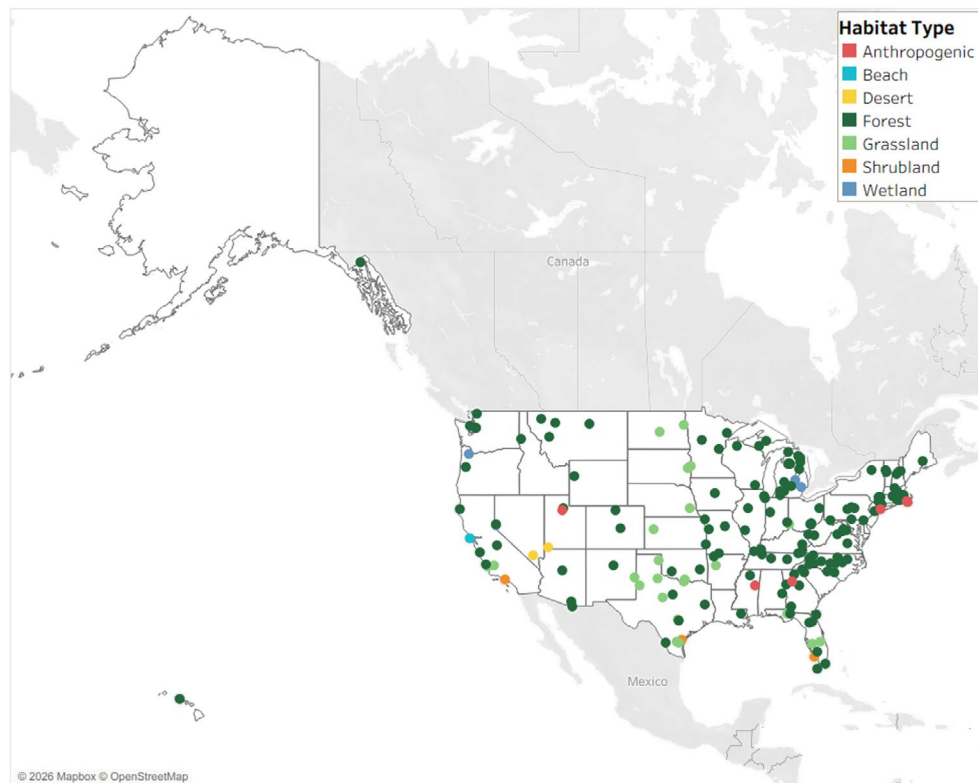 Habitat Type
Anthropogenic
Beach
Desert
Forest
Grassland
Shrubland
Wetland
Canada
Mexico
© 2026 Mapbox © OpenStreetMap